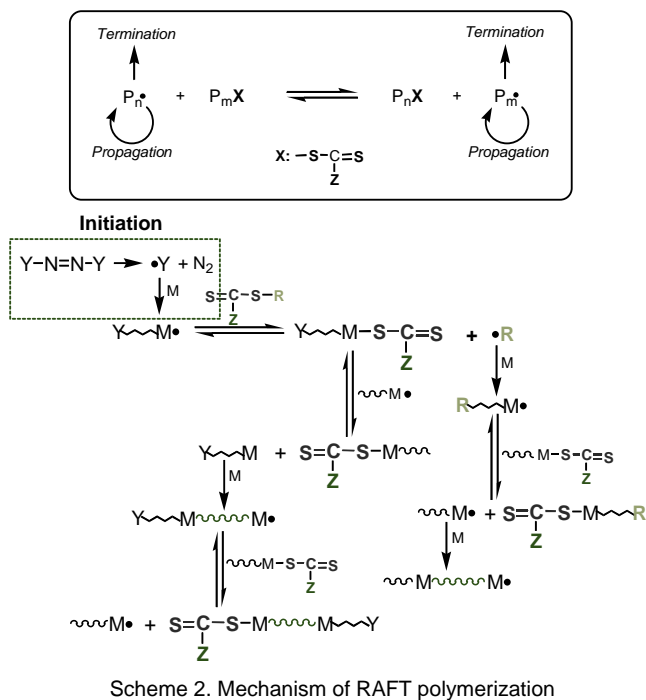 Termination Termination
Pn• + PmX PnX + Pm•
Propagation Propagation
X: –S–C=S
Z
Initiation
Y–N=N–Y •Y + N2
M
S=C–S–R
Z
Y M• Y M–S–C=S + •R
Z
M
M•
R M•
Y M + S=C–S–M
Z
M–S–C=S
Z
M
Y M M•
M• + S=C–S–M R
Z
M
M–S–C=S
Z
M M•
M• + S=C–S–M M Y
Z
Scheme 2. Mechanism of RAFT polymerization